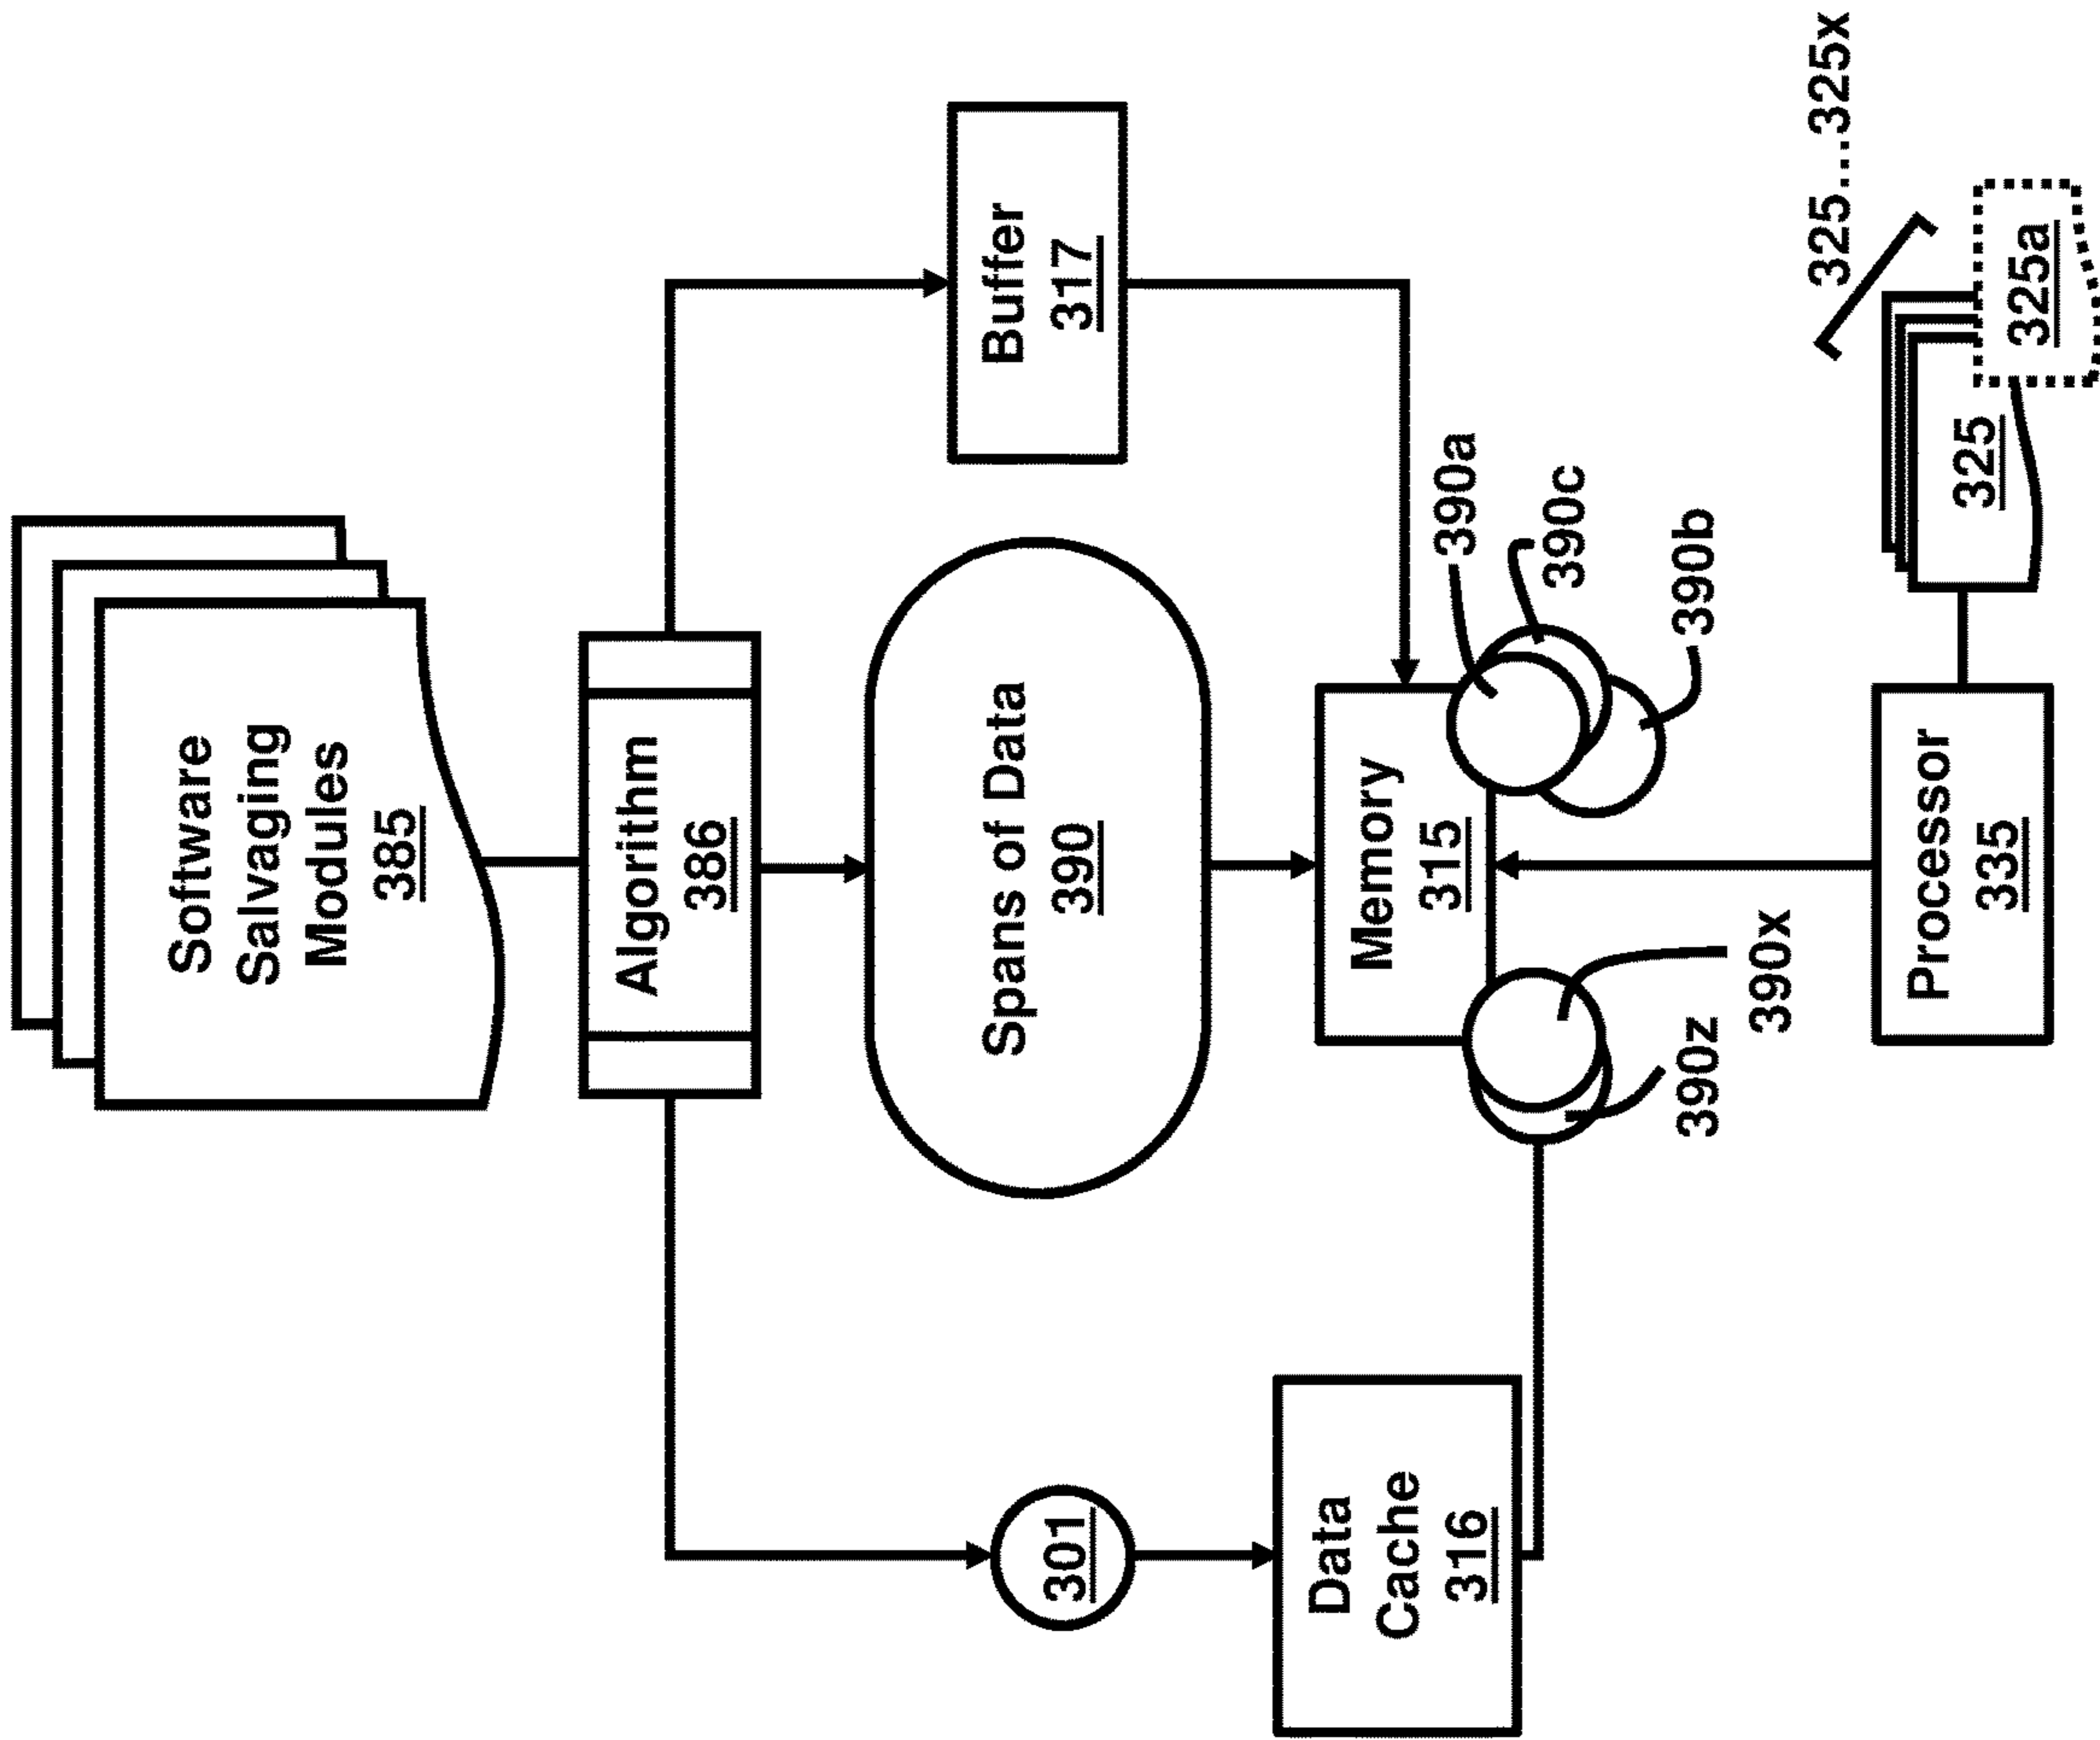 Software
Salvaging
Modules
385
Algorithm
386
Buffer
317
Spans of Data
390
301
Data
Cache
316
Memory
315
390a
390c
390b
390x
390z
Processor
335
325
325a
325...325x